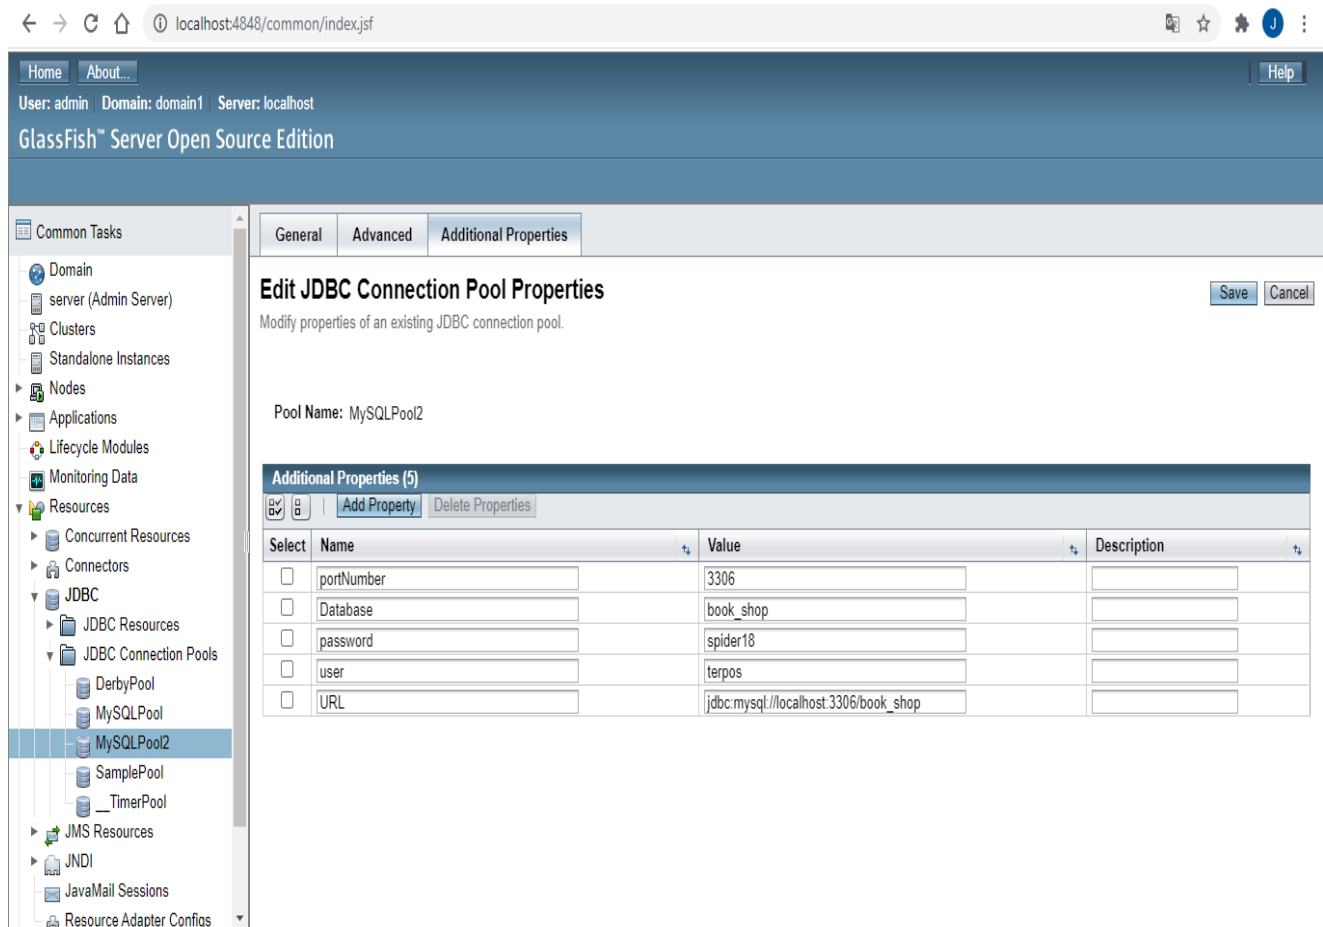 localhost:4848/common/index.jsf
J
Home About... Help
User: admin Domain: domain1 Server: localhost
GlassFish™ Server Open Source Edition
Common Tasks
Domain
server (Admin Server)
Clusters
Standalone Instances
Nodes
Applications
Lifecycle Modules
Monitoring Data
Resources
Concurrent Resources
Connectors
JDBC
JDBC Resources
JDBC Connection Pools
DerbyPool
MySQLPool
MySQLPool2
SamplePool
__TimerPool
JMS Resources
JNDI
JavaMail Sessions
Resource Adapter Configs
General Advanced Additional Properties
Edit JDBC Connection Pool Properties
Save Cancel
Modify properties of an existing JDBC connection pool.
Pool Name: MySQLPool2
Additional Properties (5)
Add Property Delete Properties
Select Name Value Description
portNumber 3306
Database book_shop
password spider18
user terpos
URL jdbc:mysql://localhost:3306/book_shop